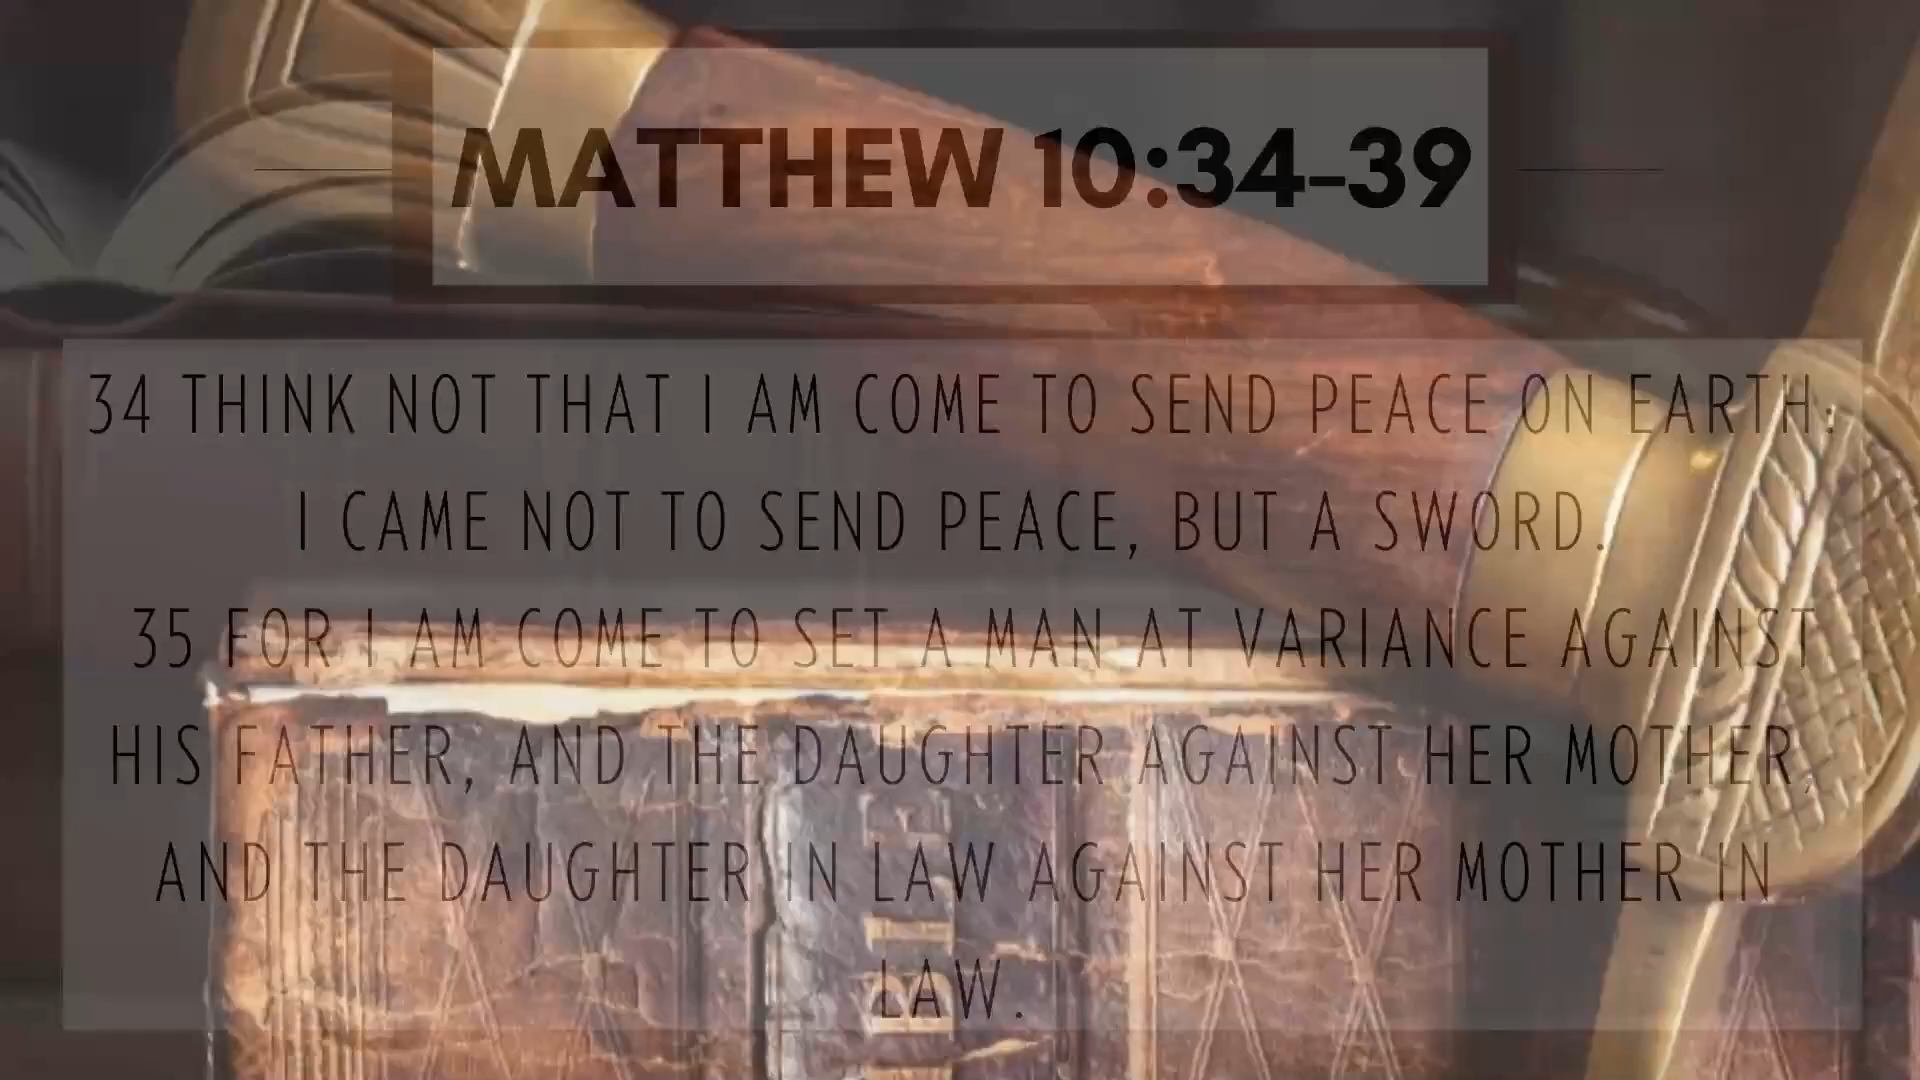 MATTHEW 10:34-39
34 THINK NOT THAT I AM COME TO SEND PEACE ON EARTH:
I CAME NOT TO SEND PEACE, BUT A SWORD.
35 FOR I AM COME TO SET A MAN AT VARIANCE AGAINST
HIS FATHER, AND THE DAUGHTER AGAINST HER MOTHER,
AND THE DAUGHTER IN LAW AGAINST HER MOTHER IN
LAW.
BIBLE